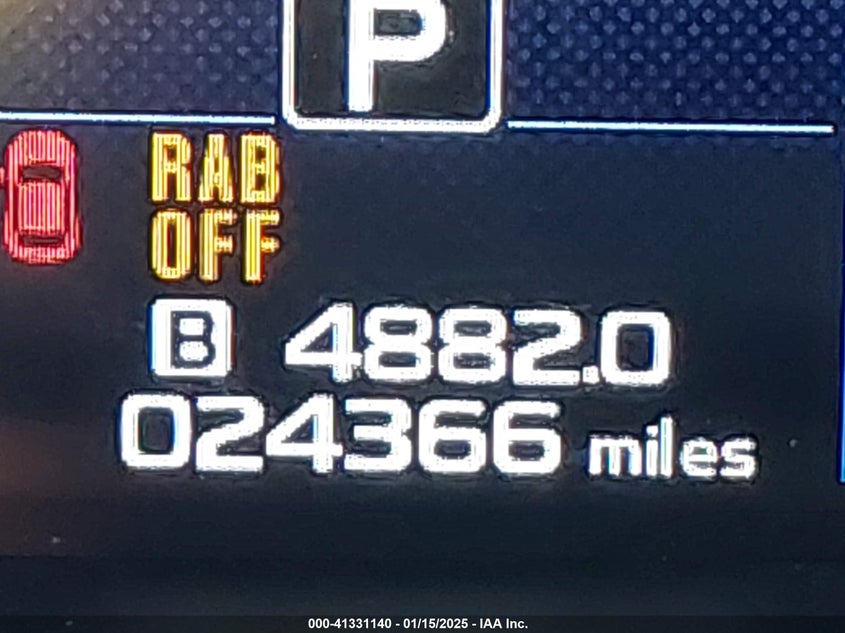 P
RAB
OFF
B 4882.0
024366 miles
000-41331140 - 01/15/2025 - IAA Inc.